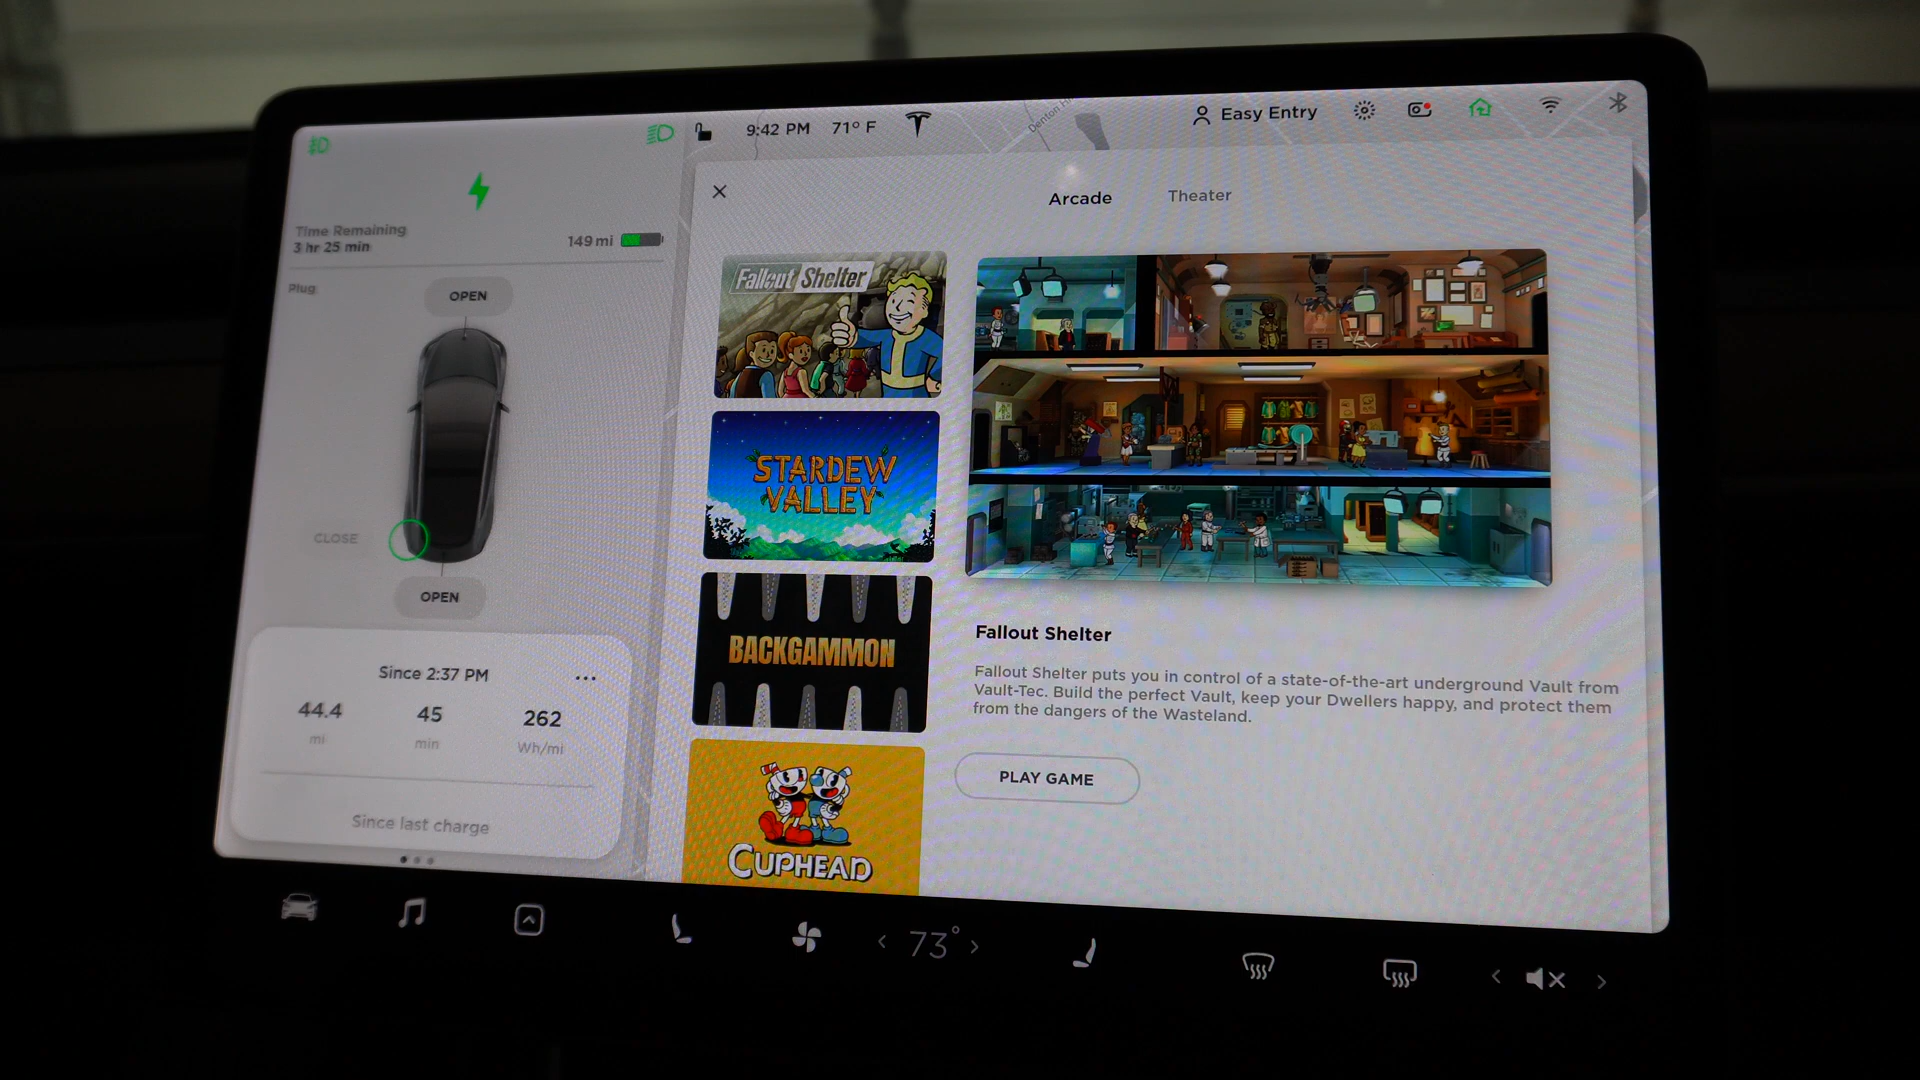 9:42 PM 71° F
Easy Entry
Time Remaining
3 hr 25 min
149 mi
Plug
OPEN
CLOSE
OPEN
Since 2:37 PM
...
44.4 45 262
mi min Wh/mi
Since last charge
Arcade Theater
Fallout Shelter
STARDEW
VALLEY
BACKGAMMON
CUPHEAD
Fallout Shelter
Fallout Shelter puts you in control of a state-of-the-art underground Vault from
Vault-Tec. Build the perfect Vault, keep your Dwellers happy, and protect them
from the dangers of the Wasteland.
PLAY GAME
< 73° >